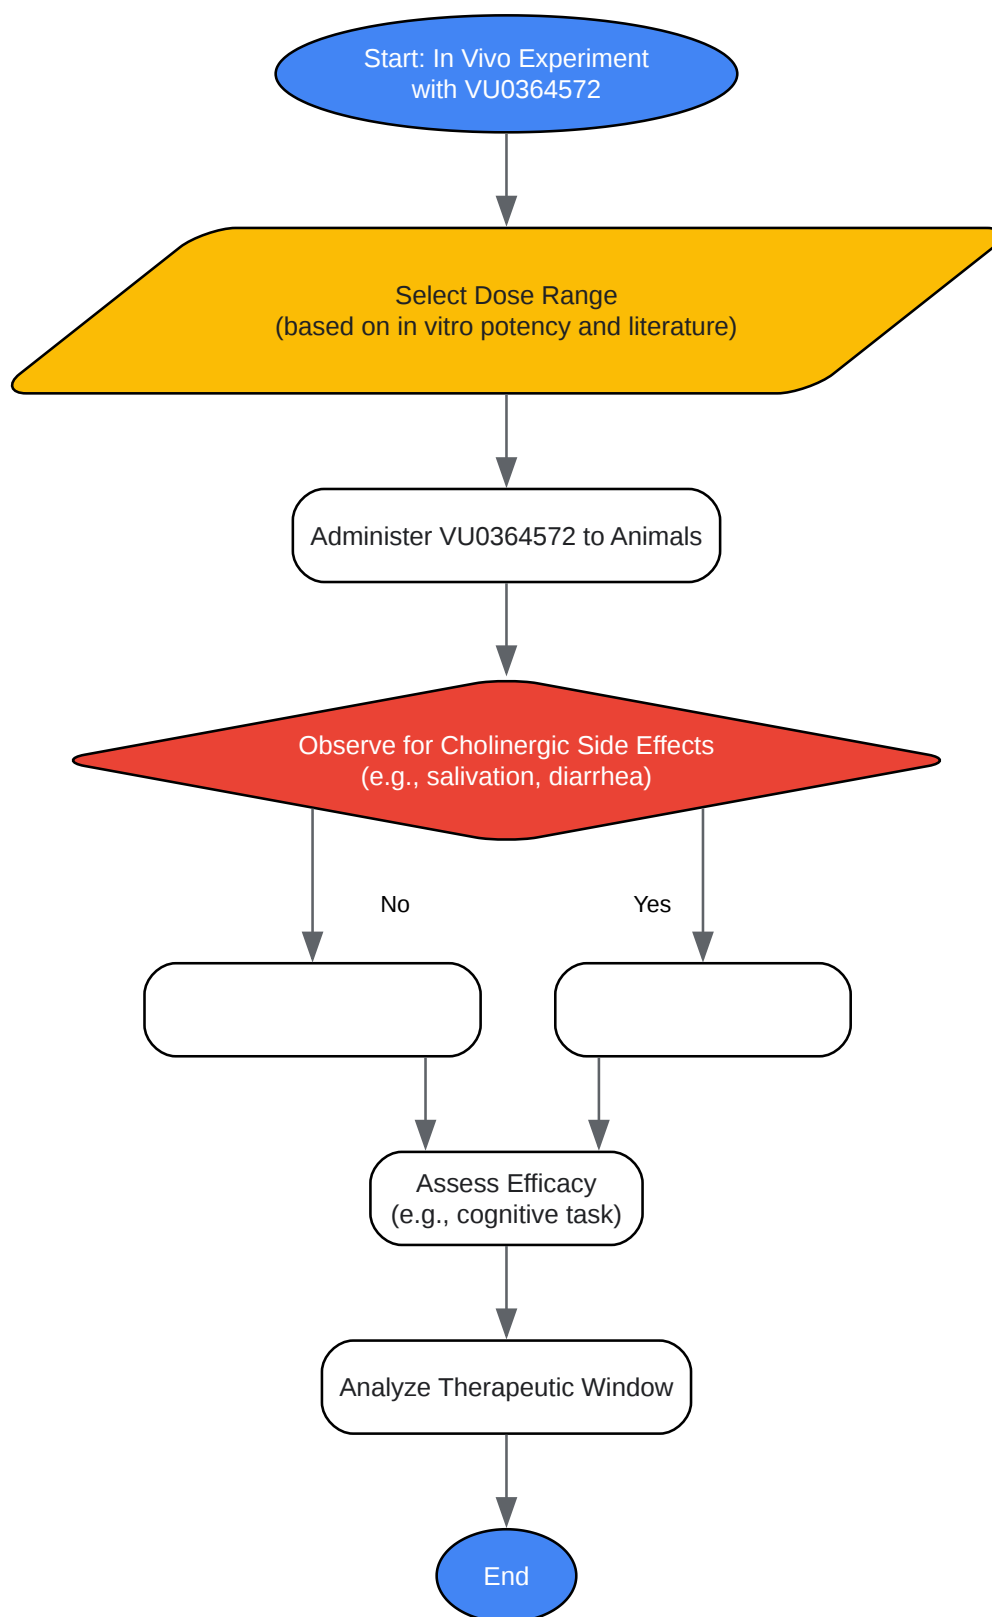 Start: In Vivo Experiment
with VU0364572
Select Dose Range
(based on in vitro potency and literature)
Administer VU0364572 to Animals
Observe for Cholinergic Side Effects
(e.g., salivation, diarrhea)
No
Yes
Assess Efficacy
(e.g., cognitive task)
Analyze Therapeutic Window
End